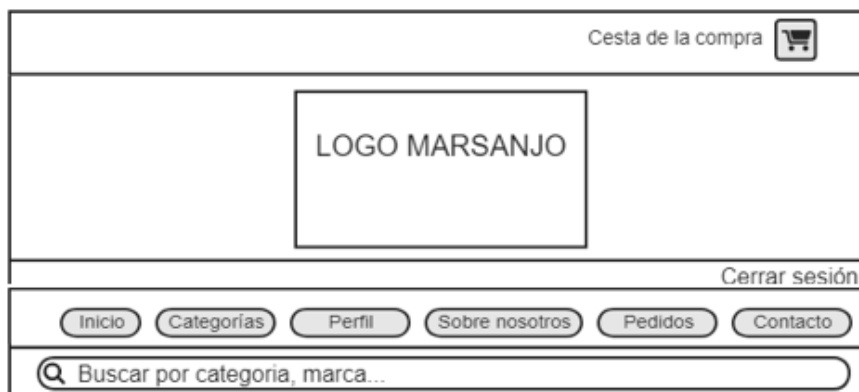 Cesta de la compra
LOGO MARSANJO
Cerrar sesión
Inicio Categorías Perfil Sobre nosotros Pedidos Contacto
Buscar por categoria, marca...